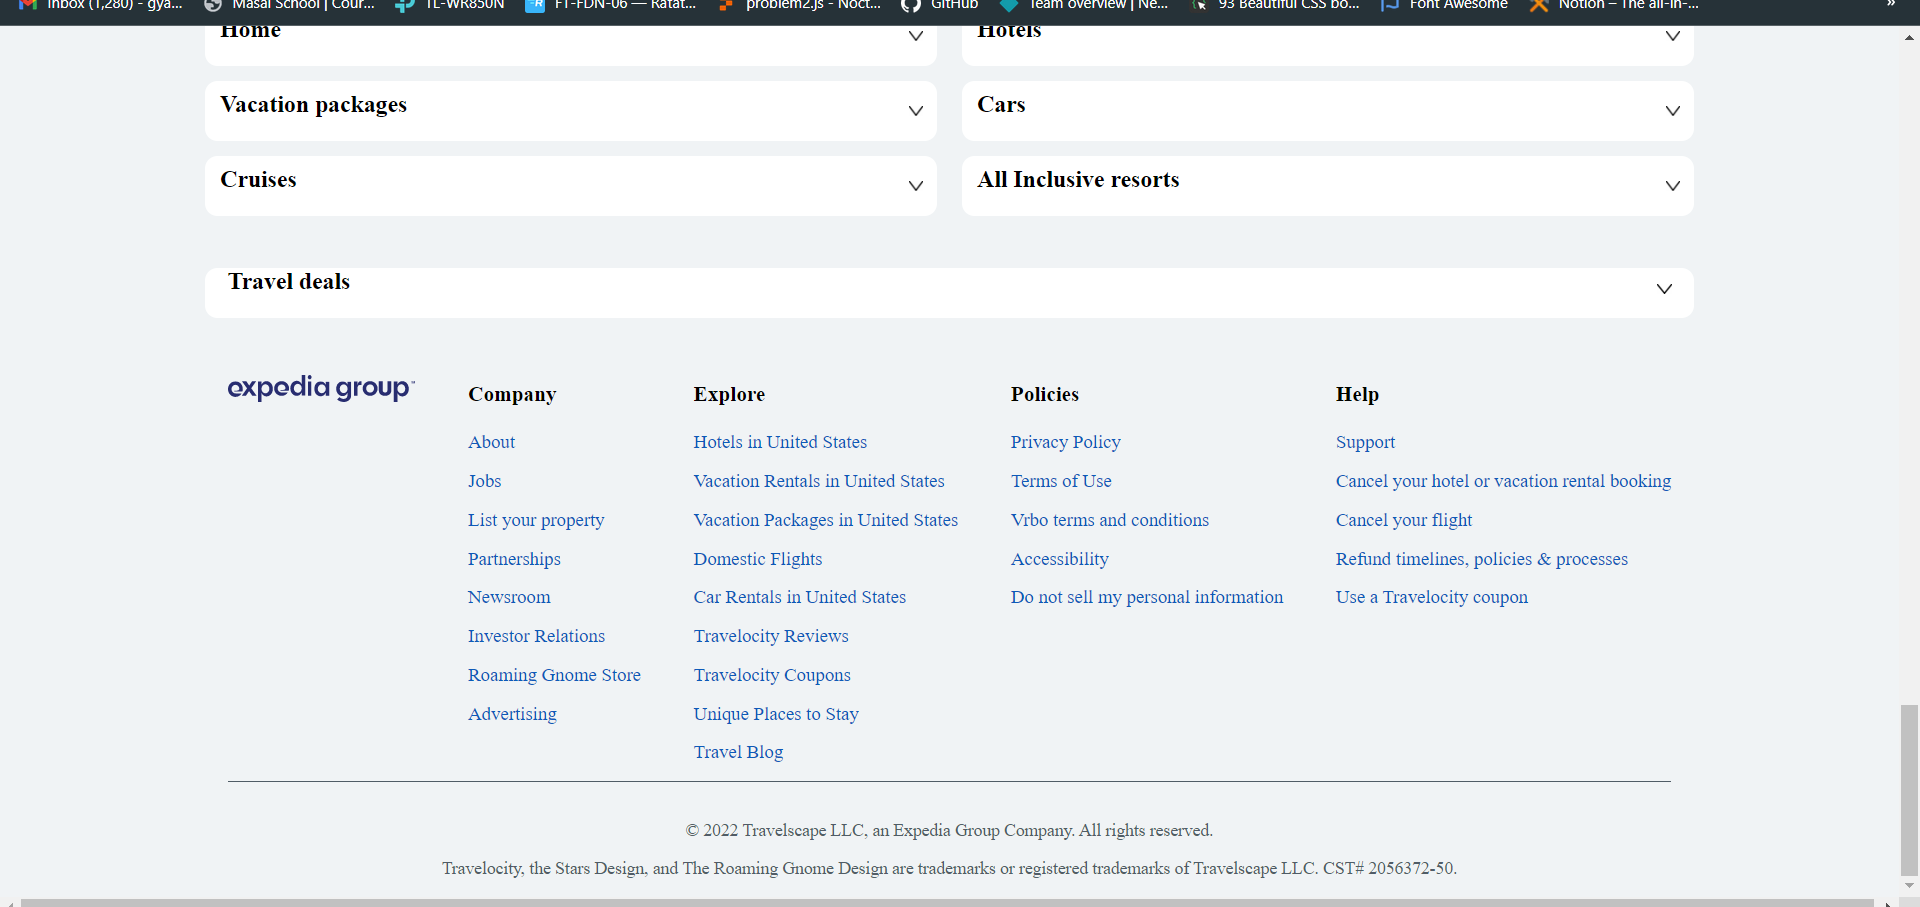 Inbox (1,280) - gya... Masai School | Cour... TL-WR850N FT-FDN-06 — Ratat... problem2.js - Noct... GitHub Team overview | Ne... 93 Beautiful CSS bo... Font Awesome Notion – The all-in-... »
Home Hotels
Vacation packages Cars
Cruises All Inclusive resorts
Travel deals
expedia group™ Company Explore Policies Help
About Hotels in United States Privacy Policy Support
Jobs Vacation Rentals in United States Terms of Use Cancel your hotel or vacation rental booking
List your property Vacation Packages in United States Vrbo terms and conditions Cancel your flight
Partnerships Domestic Flights Accessibility Refund timelines, policies & processes
Newsroom Car Rentals in United States Do not sell my personal information Use a Travelocity coupon
Investor Relations Travelocity Reviews
Roaming Gnome Store Travelocity Coupons
Advertising Unique Places to Stay
Travel Blog
© 2022 Travelscape LLC, an Expedia Group Company. All rights reserved.
Travelocity, the Stars Design, and The Roaming Gnome Design are trademarks or registered trademarks of Travelscape LLC. CST# 2056372-50.